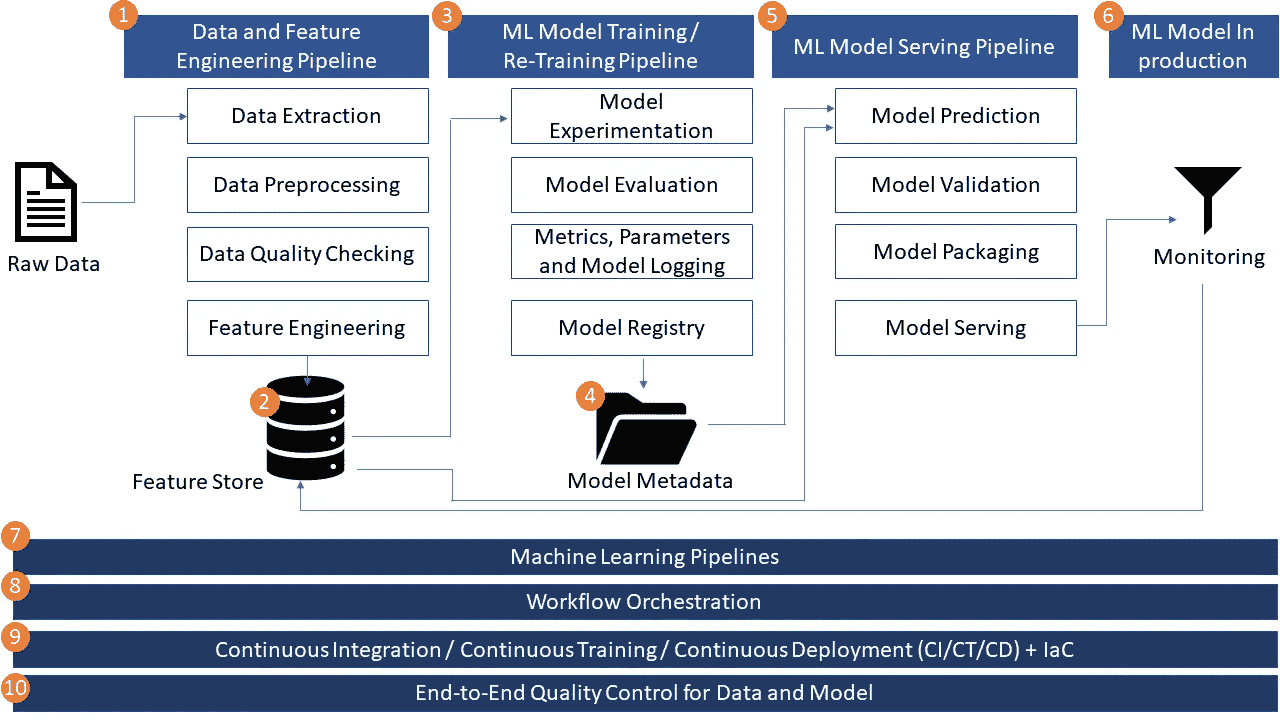 1
Data and Feature
Engineering Pipeline
3
ML Model Training /
Re-Training Pipeline
5
ML Model Serving Pipeline
6
ML Model In
production
Data Extraction
Data Preprocessing
Data Quality Checking
Feature Engineering
Model
Experimentation
Model Evaluation
Metrics, Parameters
and Model Logging
Model Registry
Model Prediction
Model Validation
Model Packaging
Model Serving
Raw Data
Monitoring
2
Feature Store
4
Model Metadata
7
Machine Learning Pipelines
8
Workflow Orchestration
9
Continuous Integration / Continuous Training / Continuous Deployment (CI/CT/CD) + IaC
10
End-to-End Quality Control for Data and Model